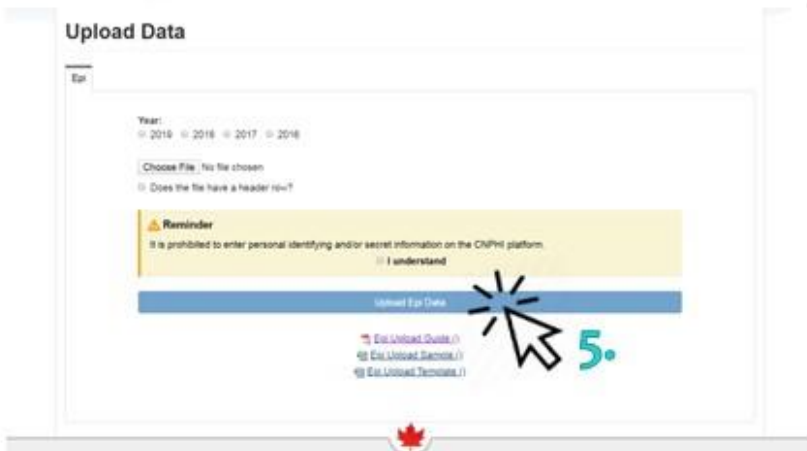 Upload Data
Epi
Year:
2019 2018 2017 2016
Choose File No file chosen
Does the file have a header row?
Reminder
It is prohibited to enter personal identifying and/or secret information on the CNPHI platform.
I understand
Upload Epi Data
Epi Upload Guide ()
Epi Upload Sample ()
Epi Upload Template ()
5.